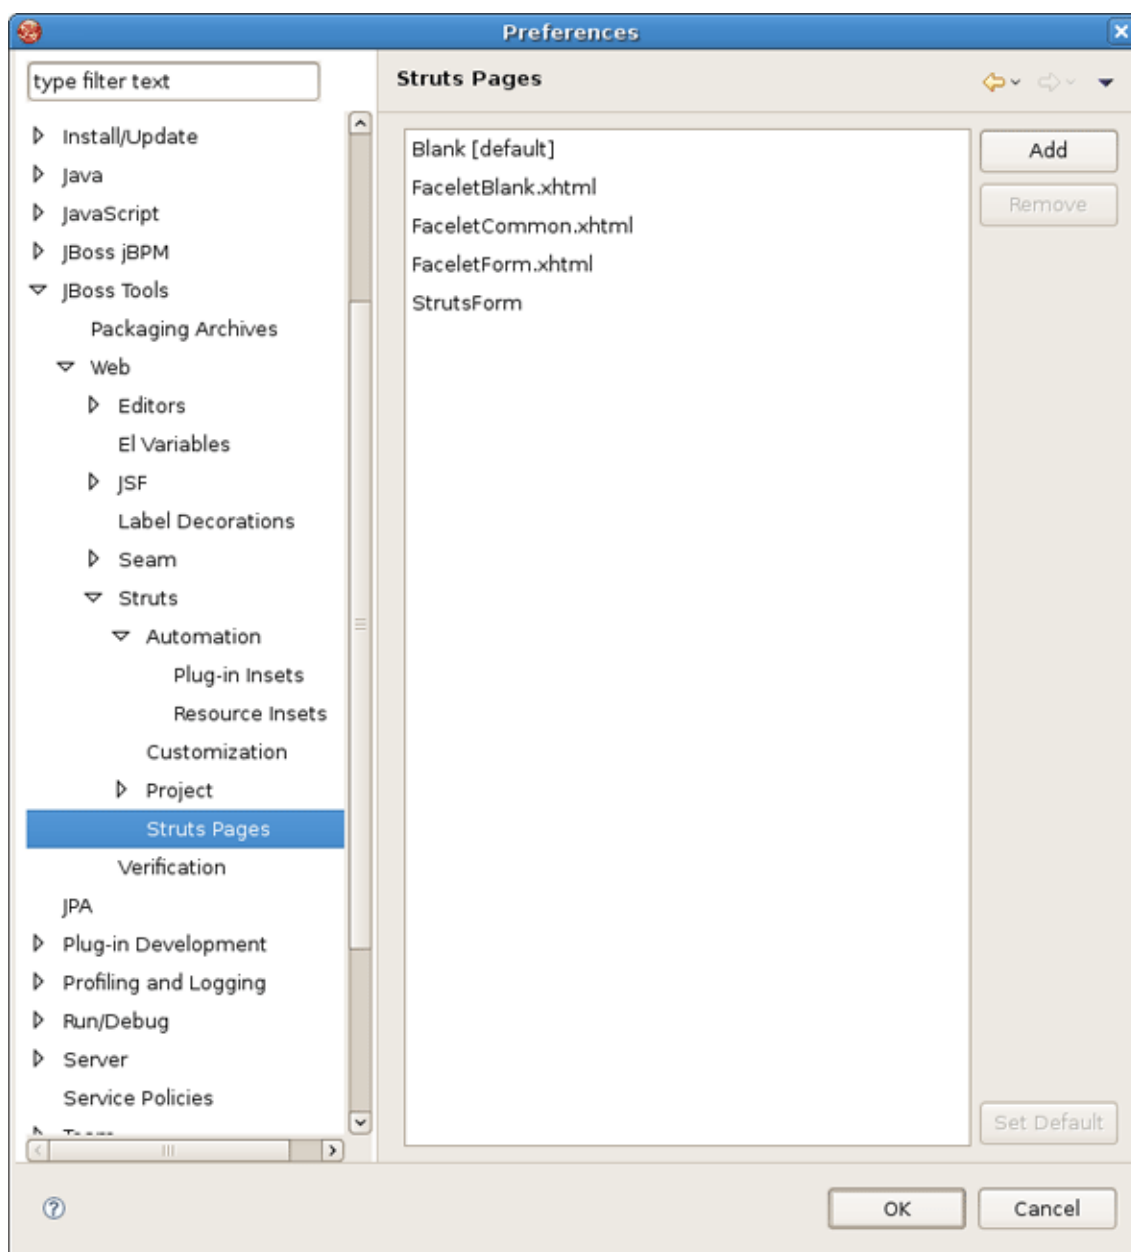 Preferences
type filter text
Install/Update
Java
JavaScript
JBoss jBPM
JBoss Tools
Packaging Archives
Web
Editors
El Variables
JSF
Label Decorations
Seam
Struts
Automation
Plug-in Insets
Resource Insets
Customization
Project
Struts Pages
Verification
JPA
Plug-in Development
Profiling and Logging
Run/Debug
Server
Service Policies
Struts Pages
Blank [default]
FaceletBlank.xhtml
FaceletCommon.xhtml
FaceletForm.xhtml
StrutsForm
Add
Remove
Set Default
OK
Cancel